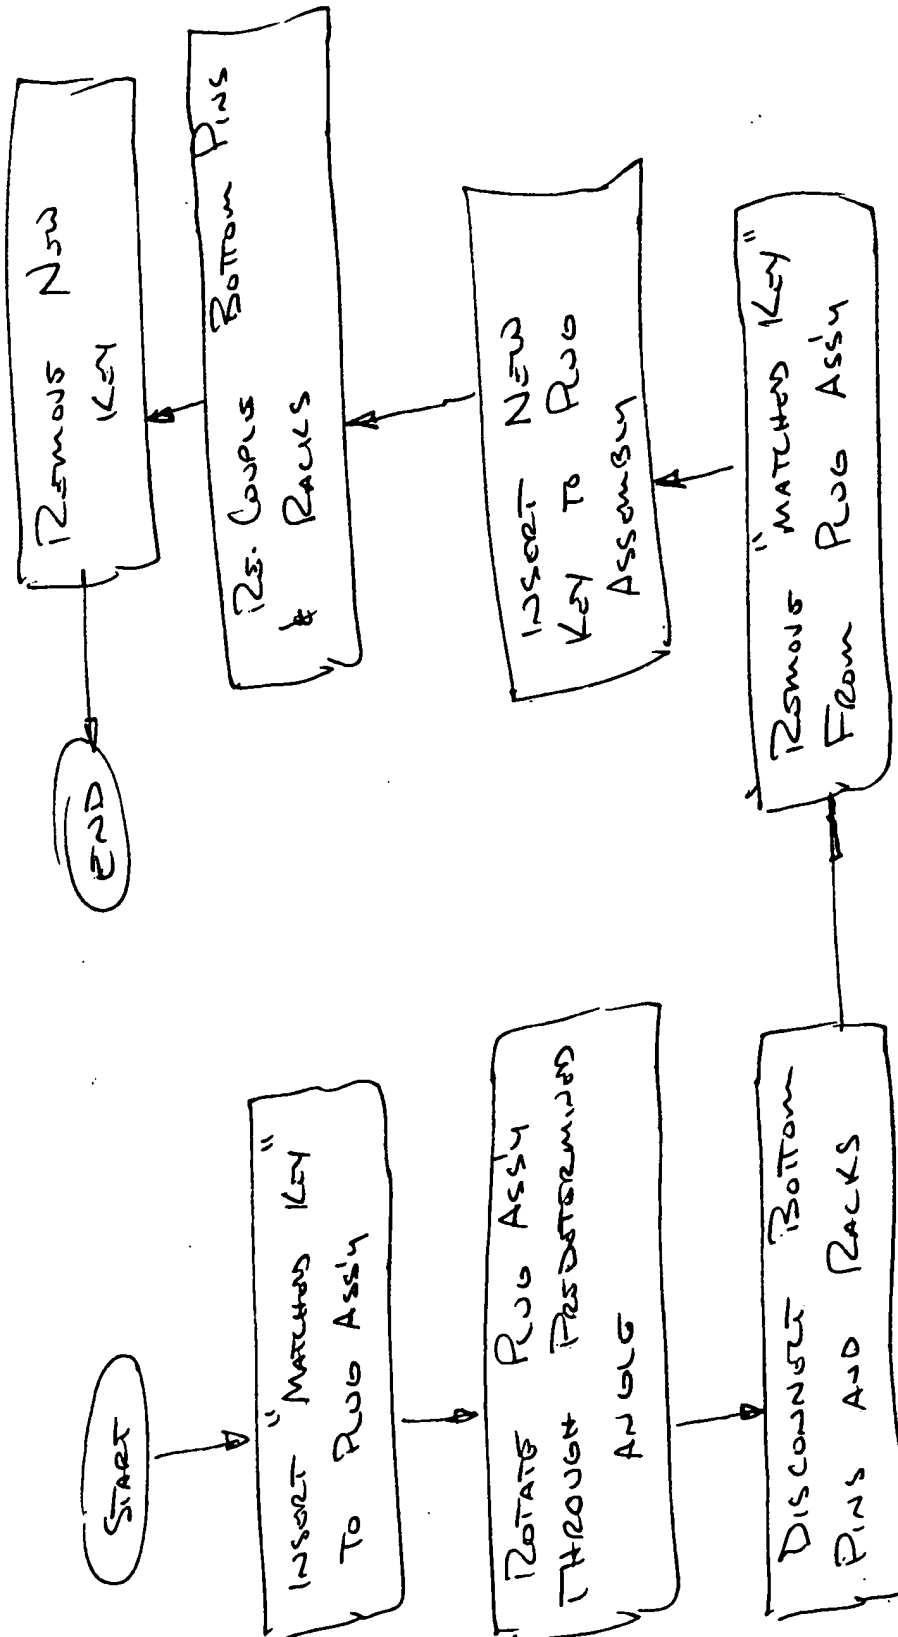 START
INSERT "MATCHED KEY"
TO PLUG ASS'Y
ROTATE PLUG ASS'Y
THROUGH PREDETERMINED
ANGLE
DISCONNECT BOTTOM
PINS AND RACKS
REMOVE "MATCHED KEY"
FROM PLUG ASS'Y
INSERT NEW
KEY TO PLUG
ASSEMBLY
RE-COUPLE BOTTOM PINS
& RACKS
REMOVE NEW
KEY
END